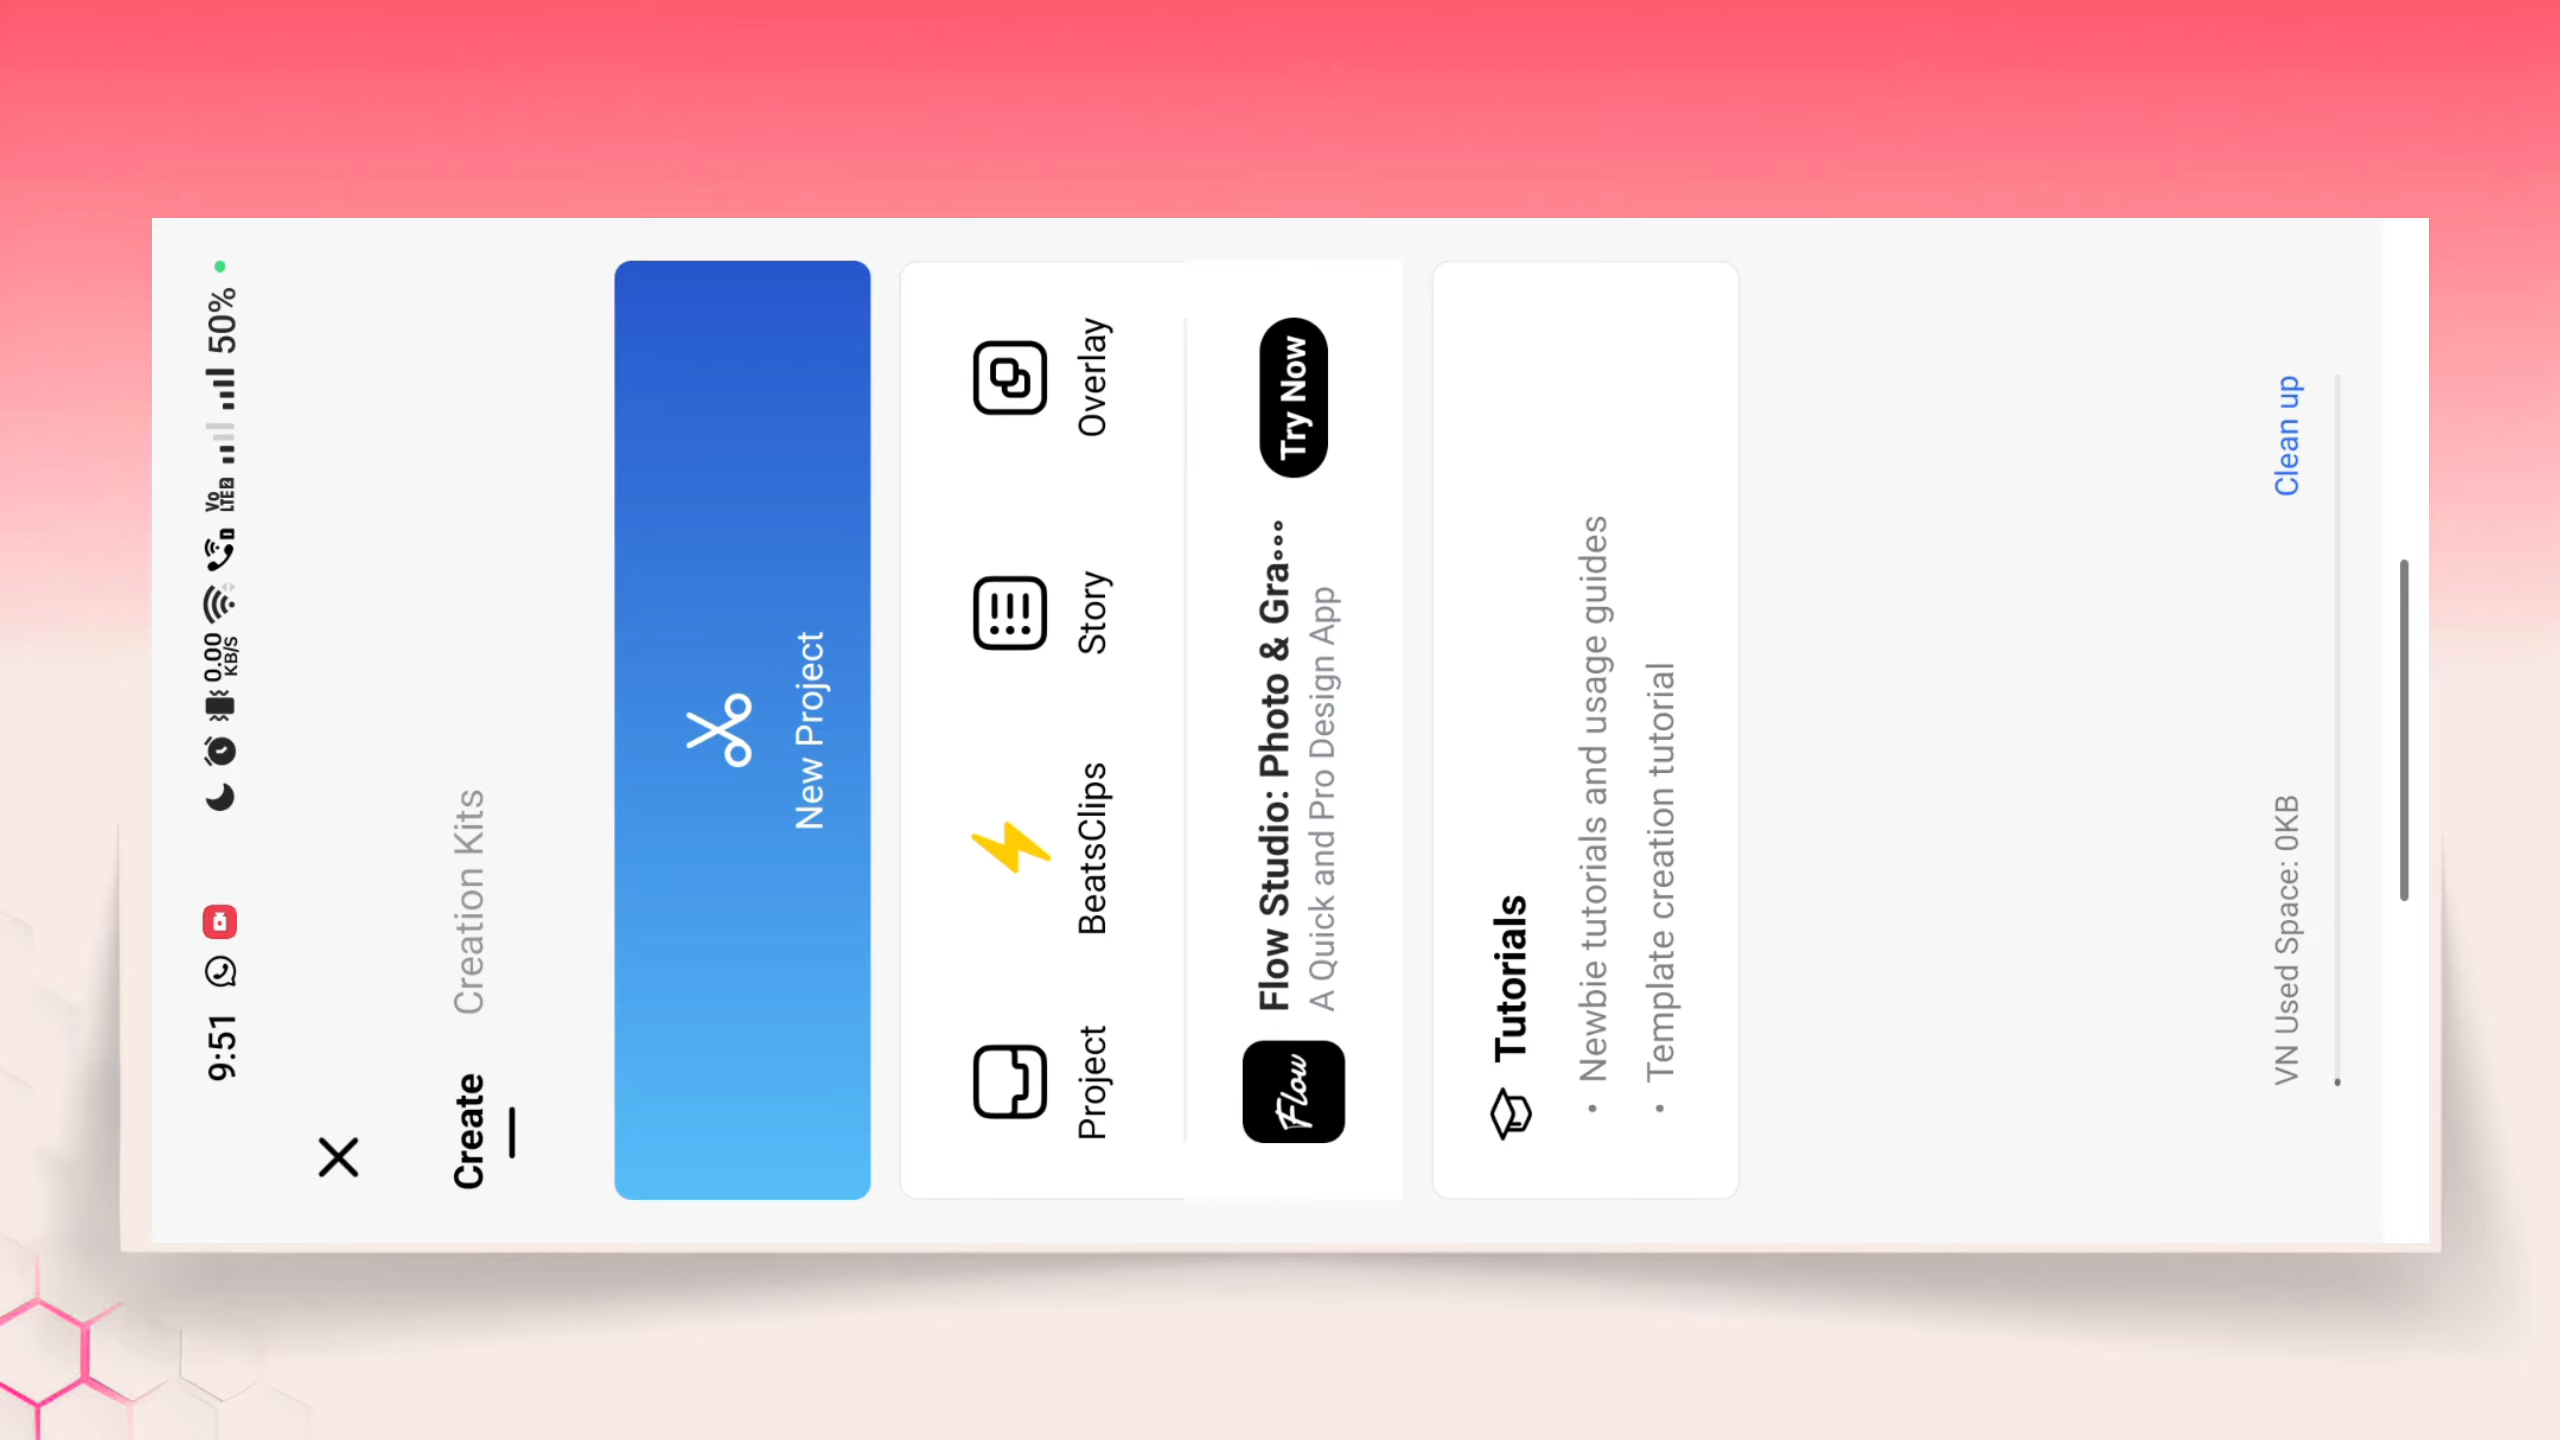 9:51 0.00 KB/S Vo LTE2 50%
Create Creation Kits
New Project
Project BeatsClips Story Overlay
Flow
Flow Studio: Photo & Gra...
A Quick and Pro Design App
Try Now
Tutorials
• Newbie tutorials and usage guides
• Template creation tutorial
VN Used Space: 0KB Clean up